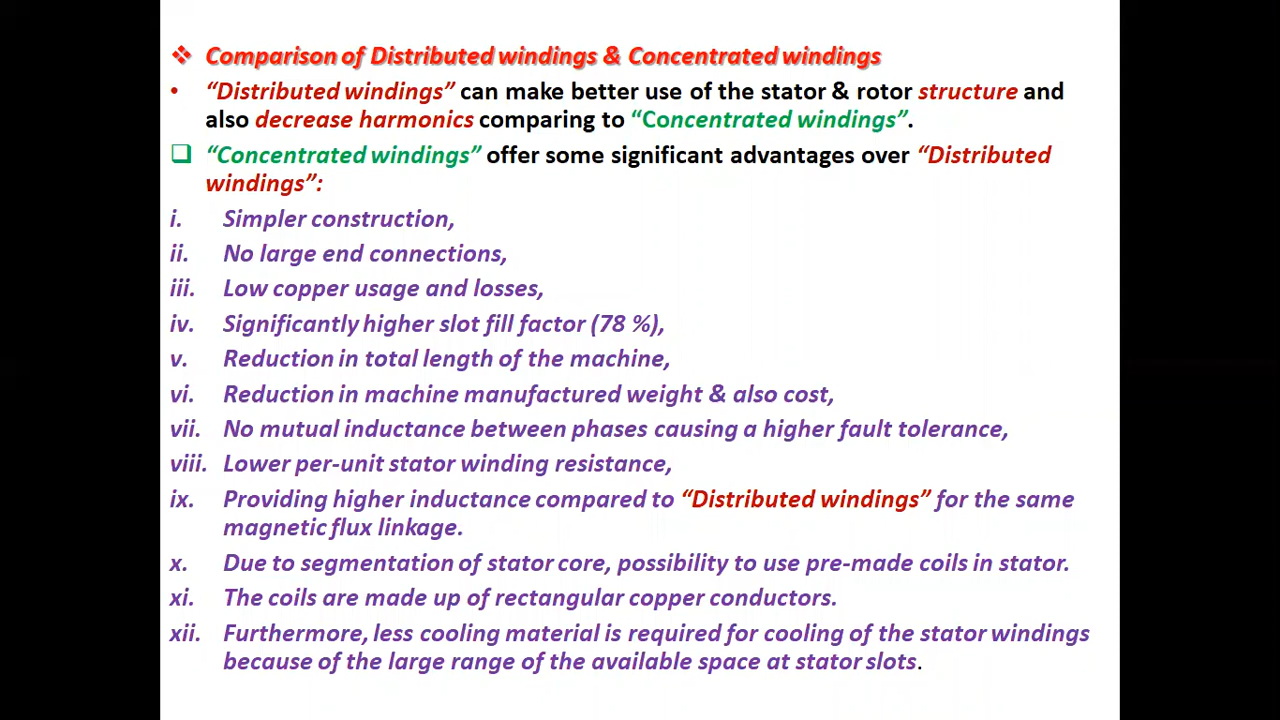 ❖ Comparison of Distributed windings & Concentrated windings
• “Distributed windings” can make better use of the stator & rotor structure and
also decrease harmonics comparing to “Concentrated windings”.
❑ “Concentrated windings” offer some significant advantages over “Distributed
windings”:
i. Simpler construction,
ii. No large end connections,
iii. Low copper usage and losses,
iv. Significantly higher slot fill factor (78 %),
v. Reduction in total length of the machine,
vi. Reduction in machine manufactured weight & also cost,
vii. No mutual inductance between phases causing a higher fault tolerance,
viii. Lower per-unit stator winding resistance,
ix. Providing higher inductance compared to “Distributed windings” for the same
magnetic flux linkage.
x. Due to segmentation of stator core, possibility to use pre-made coils in stator.
xi. The coils are made up of rectangular copper conductors.
xii. Furthermore, less cooling material is required for cooling of the stator windings
because of the large range of the available space at stator slots.